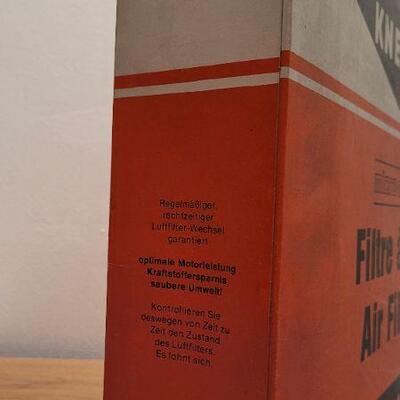 KNE
Regelmäßiger,
rechtzeitiger
Luftfilter-Wechsel
garantiert
optimale Motorleistung
Kraftstoffersparnis
saubere Umwelt!
Kontrollieren Sie
deswegen von Zeit zu
Zeit den Zustand
des Luftfilters.
Es lohnt sich.
Filtre
Air Fil